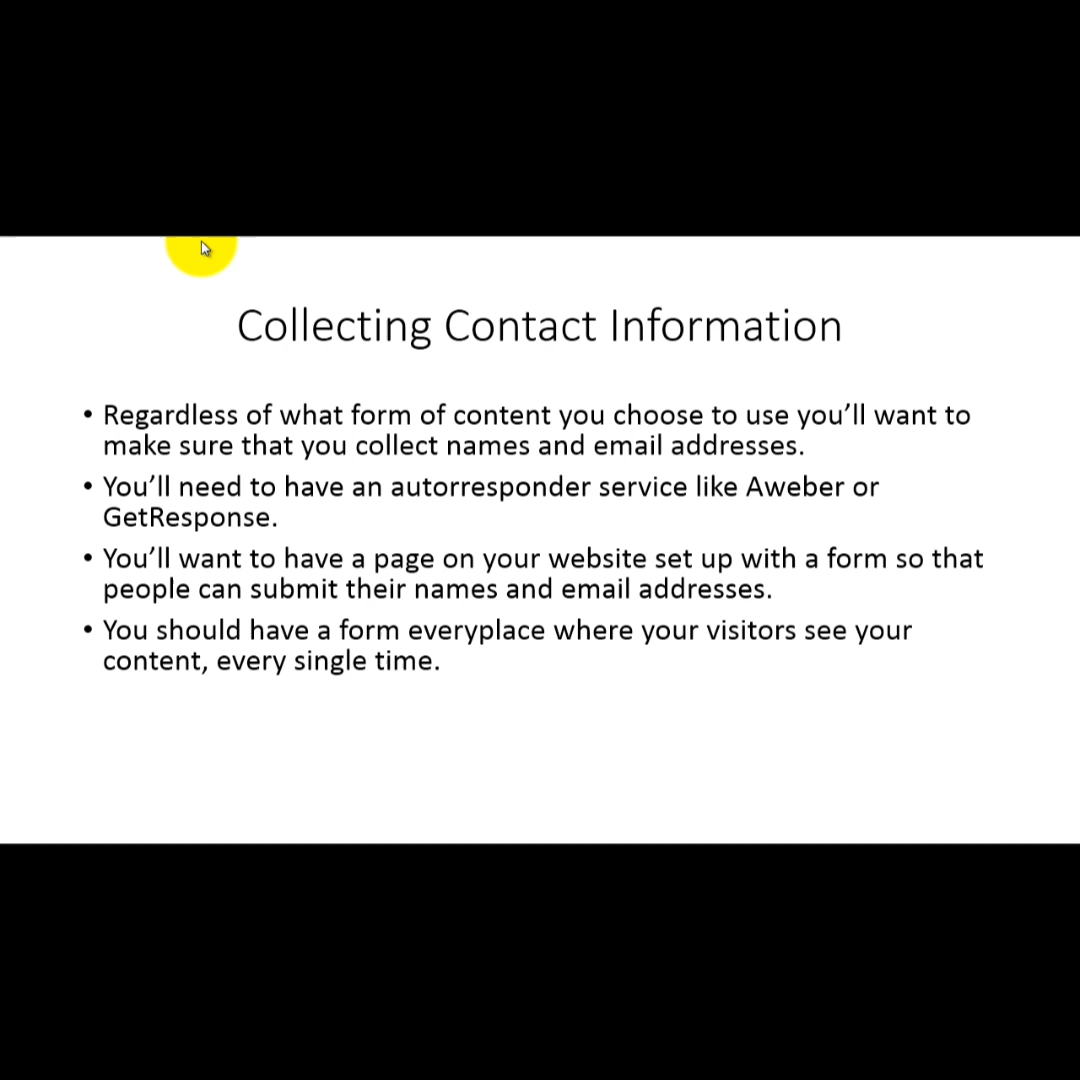 Collecting Contact Information
• Regardless of what form of content you choose to use you’ll want to
make sure that you collect names and email addresses.
• You’ll need to have an autorresponder service like Aweber or
GetResponse.
• You’ll want to have a page on your website set up with a form so that
people can submit their names and email addresses.
• You should have a form everyplace where your visitors see your
content, every single time.